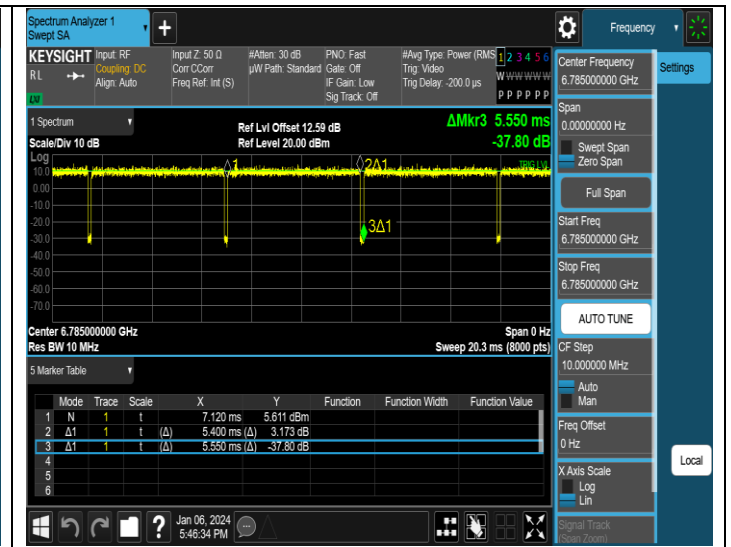 Spectrum Analyzer 1
Swept SA
+
Frequency
KEYSIGHT
Input: RF
Coupling: DC
Align: Auto
Input Z: 50 Ω
Corr CCorr
Freq Ref: Int (S)
#Atten: 30 dB
µW Path: Standard
PNO: Fast
Gate: Off
IF Gain: Low
Sig Track: Off
#Avg Type: Power (RMS
Trig: Video
Trig Delay: -200.0 µs
1 2 3 4 5 6
W W W W W W
P P P P P P
R L
LXI
Center Frequency
6.785000000 GHz
Settings
Span
0.00000000 Hz
Swept Span
Zero Span
Full Span
Start Freq
6.785000000 GHz
Stop Freq
6.785000000 GHz
AUTO TUNE
CF Step
10.000000 MHz
Auto
Man
Freq Offset
0 Hz
X Axis Scale
Log
Lin
Signal Track
(Span Zoom)
Local
1 Spectrum
Scale/Div 10 dB
Ref Lvl Offset 12.59 dB
Ref Level 20.00 dBm
ΔMkr3 5.550 ms
-37.80 dB
Log
TRIG LVL
1
2Δ1
3Δ1
10.0
0.00
-10.0
-20.0
-30.0
-40.0
-50.0
-60.0
-70.0
Center 6.785000000 GHz
Res BW 10 MHz
Span 0 Hz
Sweep 20.3 ms (8000 pts)
5 Marker Table
Mode Trace Scale X Y Function Function Width Function Value
1 N 1 t 7.120 ms 5.611 dBm
2 Δ1 1 t (Δ) 5.400 ms (Δ) 3.173 dB
3 Δ1 1 t (Δ) 5.550 ms (Δ) -37.80 dB
4
5
6
?
Jan 06, 2024
5:46:34 PM